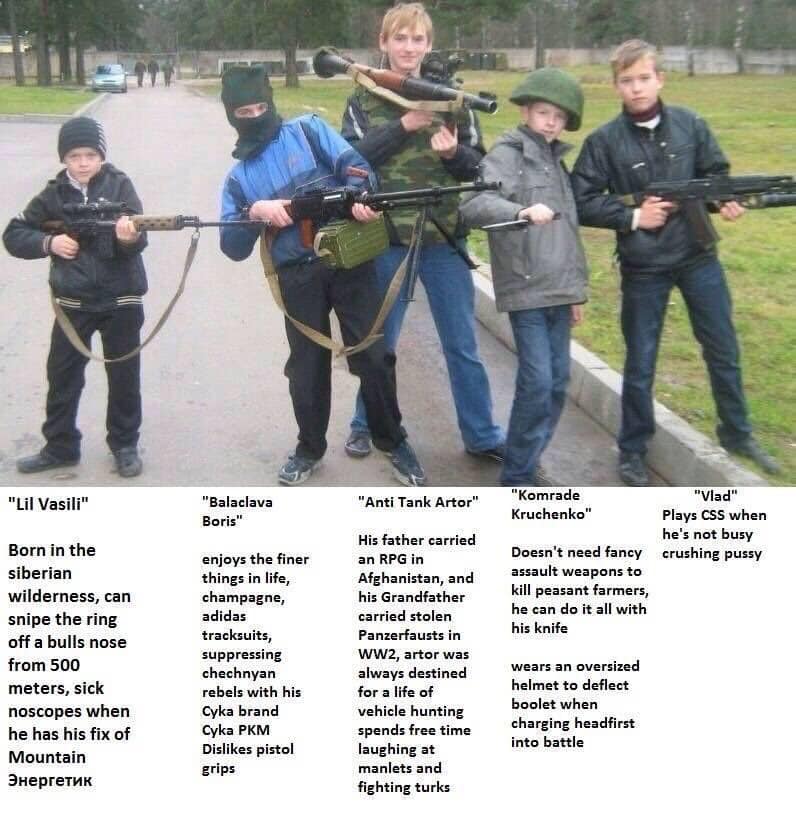 "Lil Vasili"
Born in the
siberian
wilderness, can
snipe the ring
off a bulls nose
from 500
meters, sick
noscopes when
he has his fix of
Mountain
Энергетик
"Balaclava
Boris"
enjoys the finer
things in life,
champagne,
adidas
tracksuits,
suppressing
chechnyan
rebels with his
Cyka brand
Cyka PKM
Dislikes pistol
grips
"Anti Tank Artor"
His father carried
an RPG in
Afghanistan, and
his Grandfather
carried stolen
Panzerfausts in
WW2, artor was
always destined
for a life of
vehicle hunting
spends free time
laughing at
manlets and
fighting turks
"Komrade
Kruchenko"
Doesn't need fancy
assault weapons to
kill peasant farmers,
he can do it all with
his knife
wears an oversized
helmet to deflect
boolet when
charging headfirst
into battle
"Vlad"
Plays CSS when
he's not busy
crushing pussy